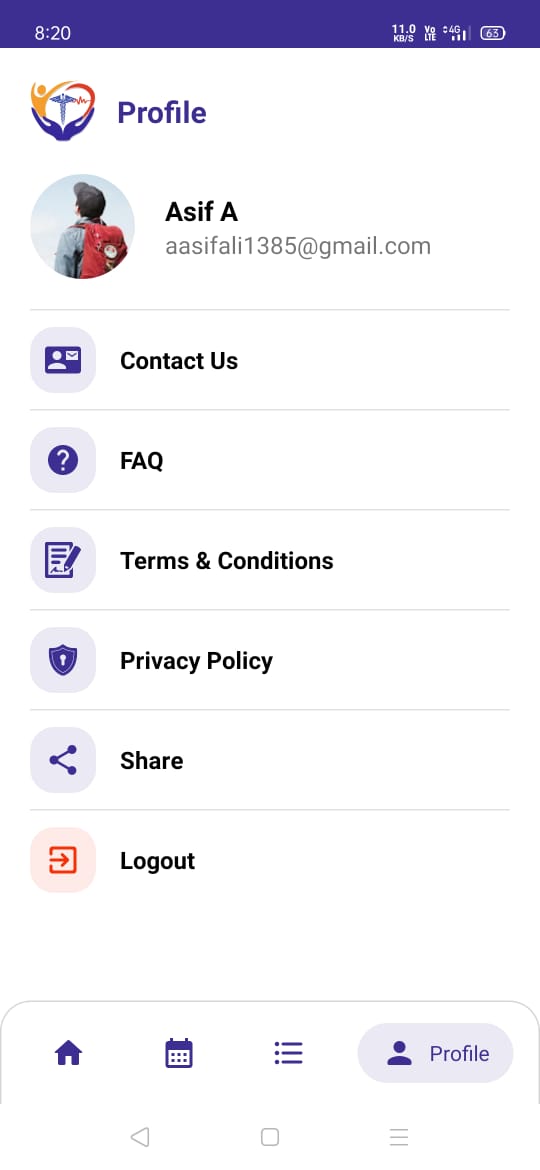 8:20
11.0 KB/S Vo LTE 4G 63
Profile
Asif A
aasifali1385@gmail.com
Contact Us
FAQ
Terms & Conditions
Privacy Policy
Share
Logout
Profile